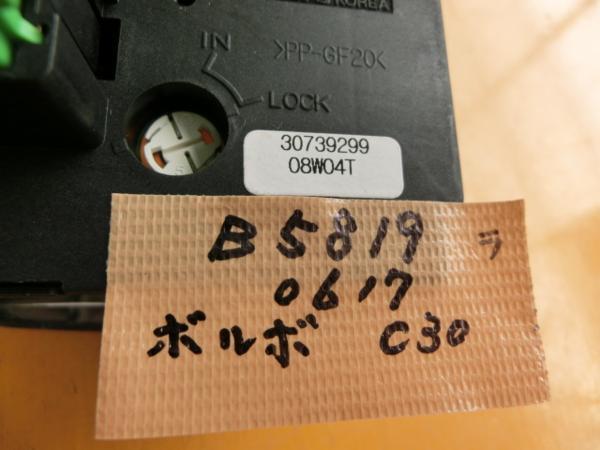 KOREA
IN
>PP-GF20<
LOCK
30739299
08W04T
B5819 ラ
0617
ボルボ C30